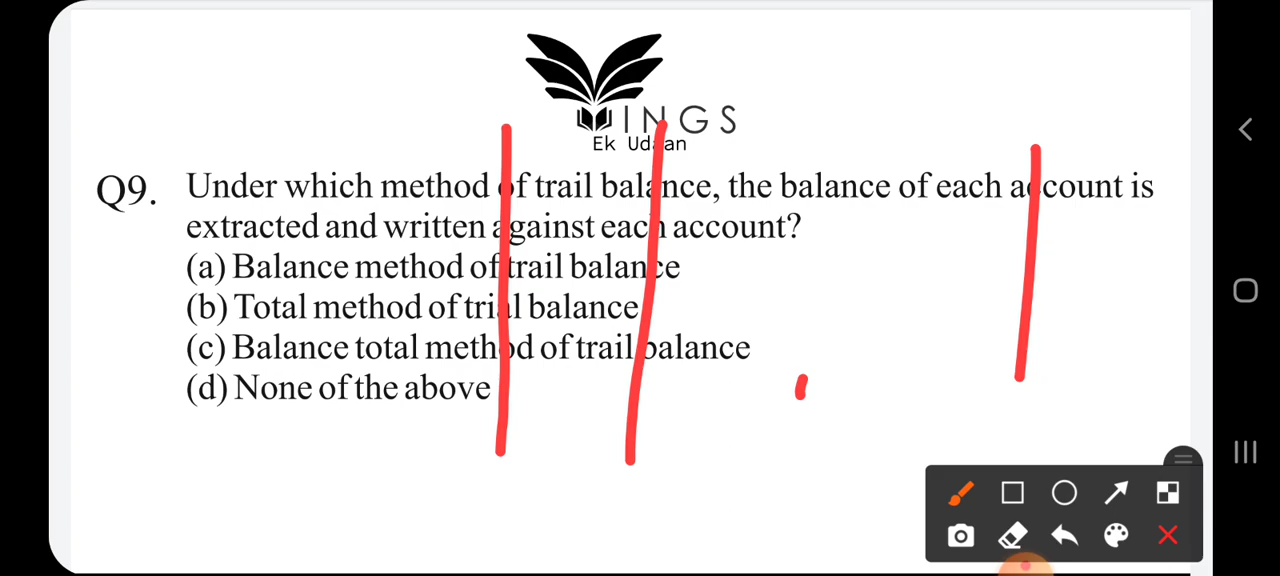 INGS
Ek Udaan
Q9. Under which method of trail balance, the balance of each account is
extracted and written against each account?
(a) Balance method of trail balance
(b) Total method of trial balance
(c) Balance total method of trail balance
(d) None of the above